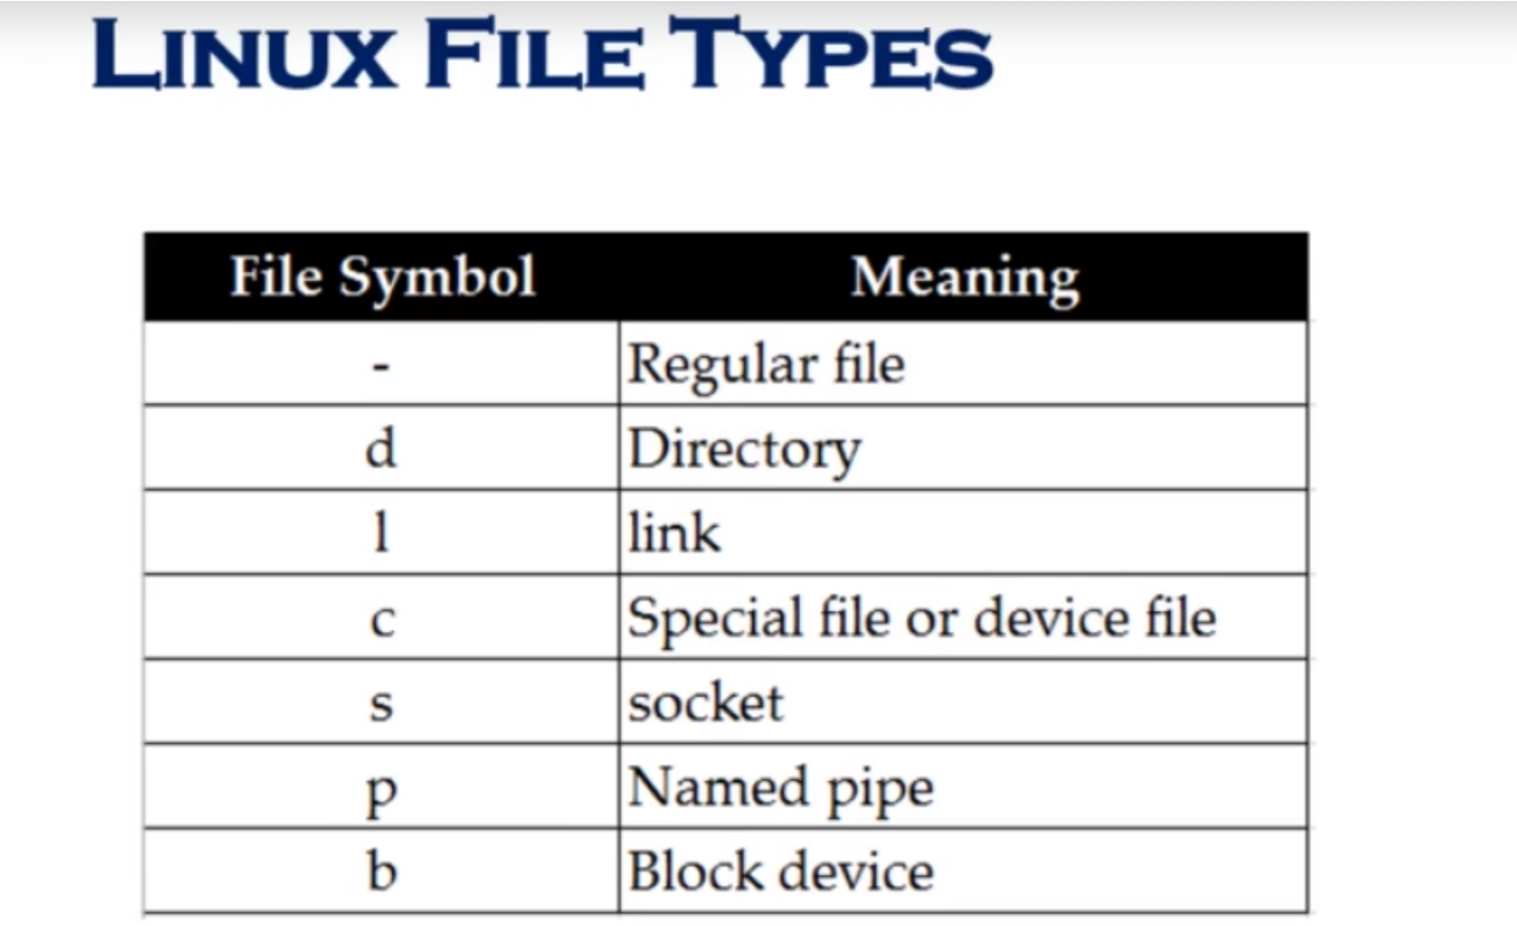 LINUX FILE TYPES
File Symbol Meaning
- Regular file
d Directory
l link
c Special file or device file
s socket
p Named pipe
b Block device